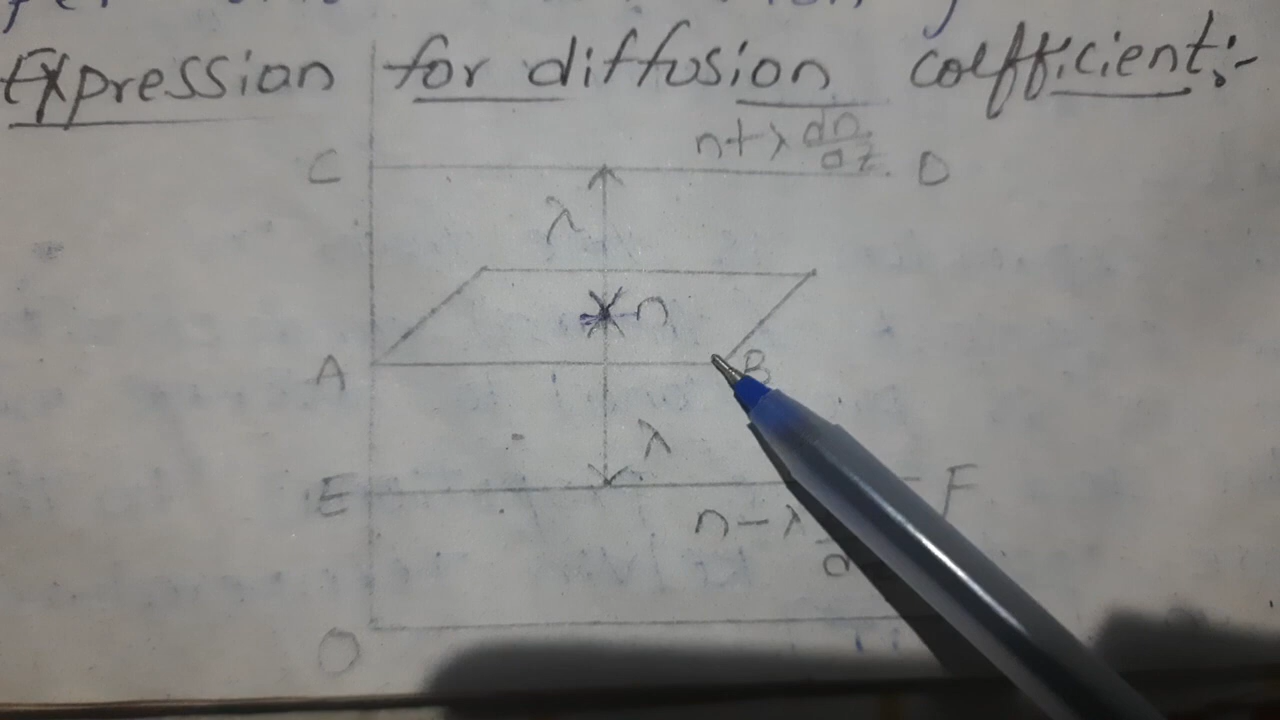 Expression for diffusion coefficient:-
n+λ dn/dz
C D
λ
n
A B
λ
E F
n-λ
d
O